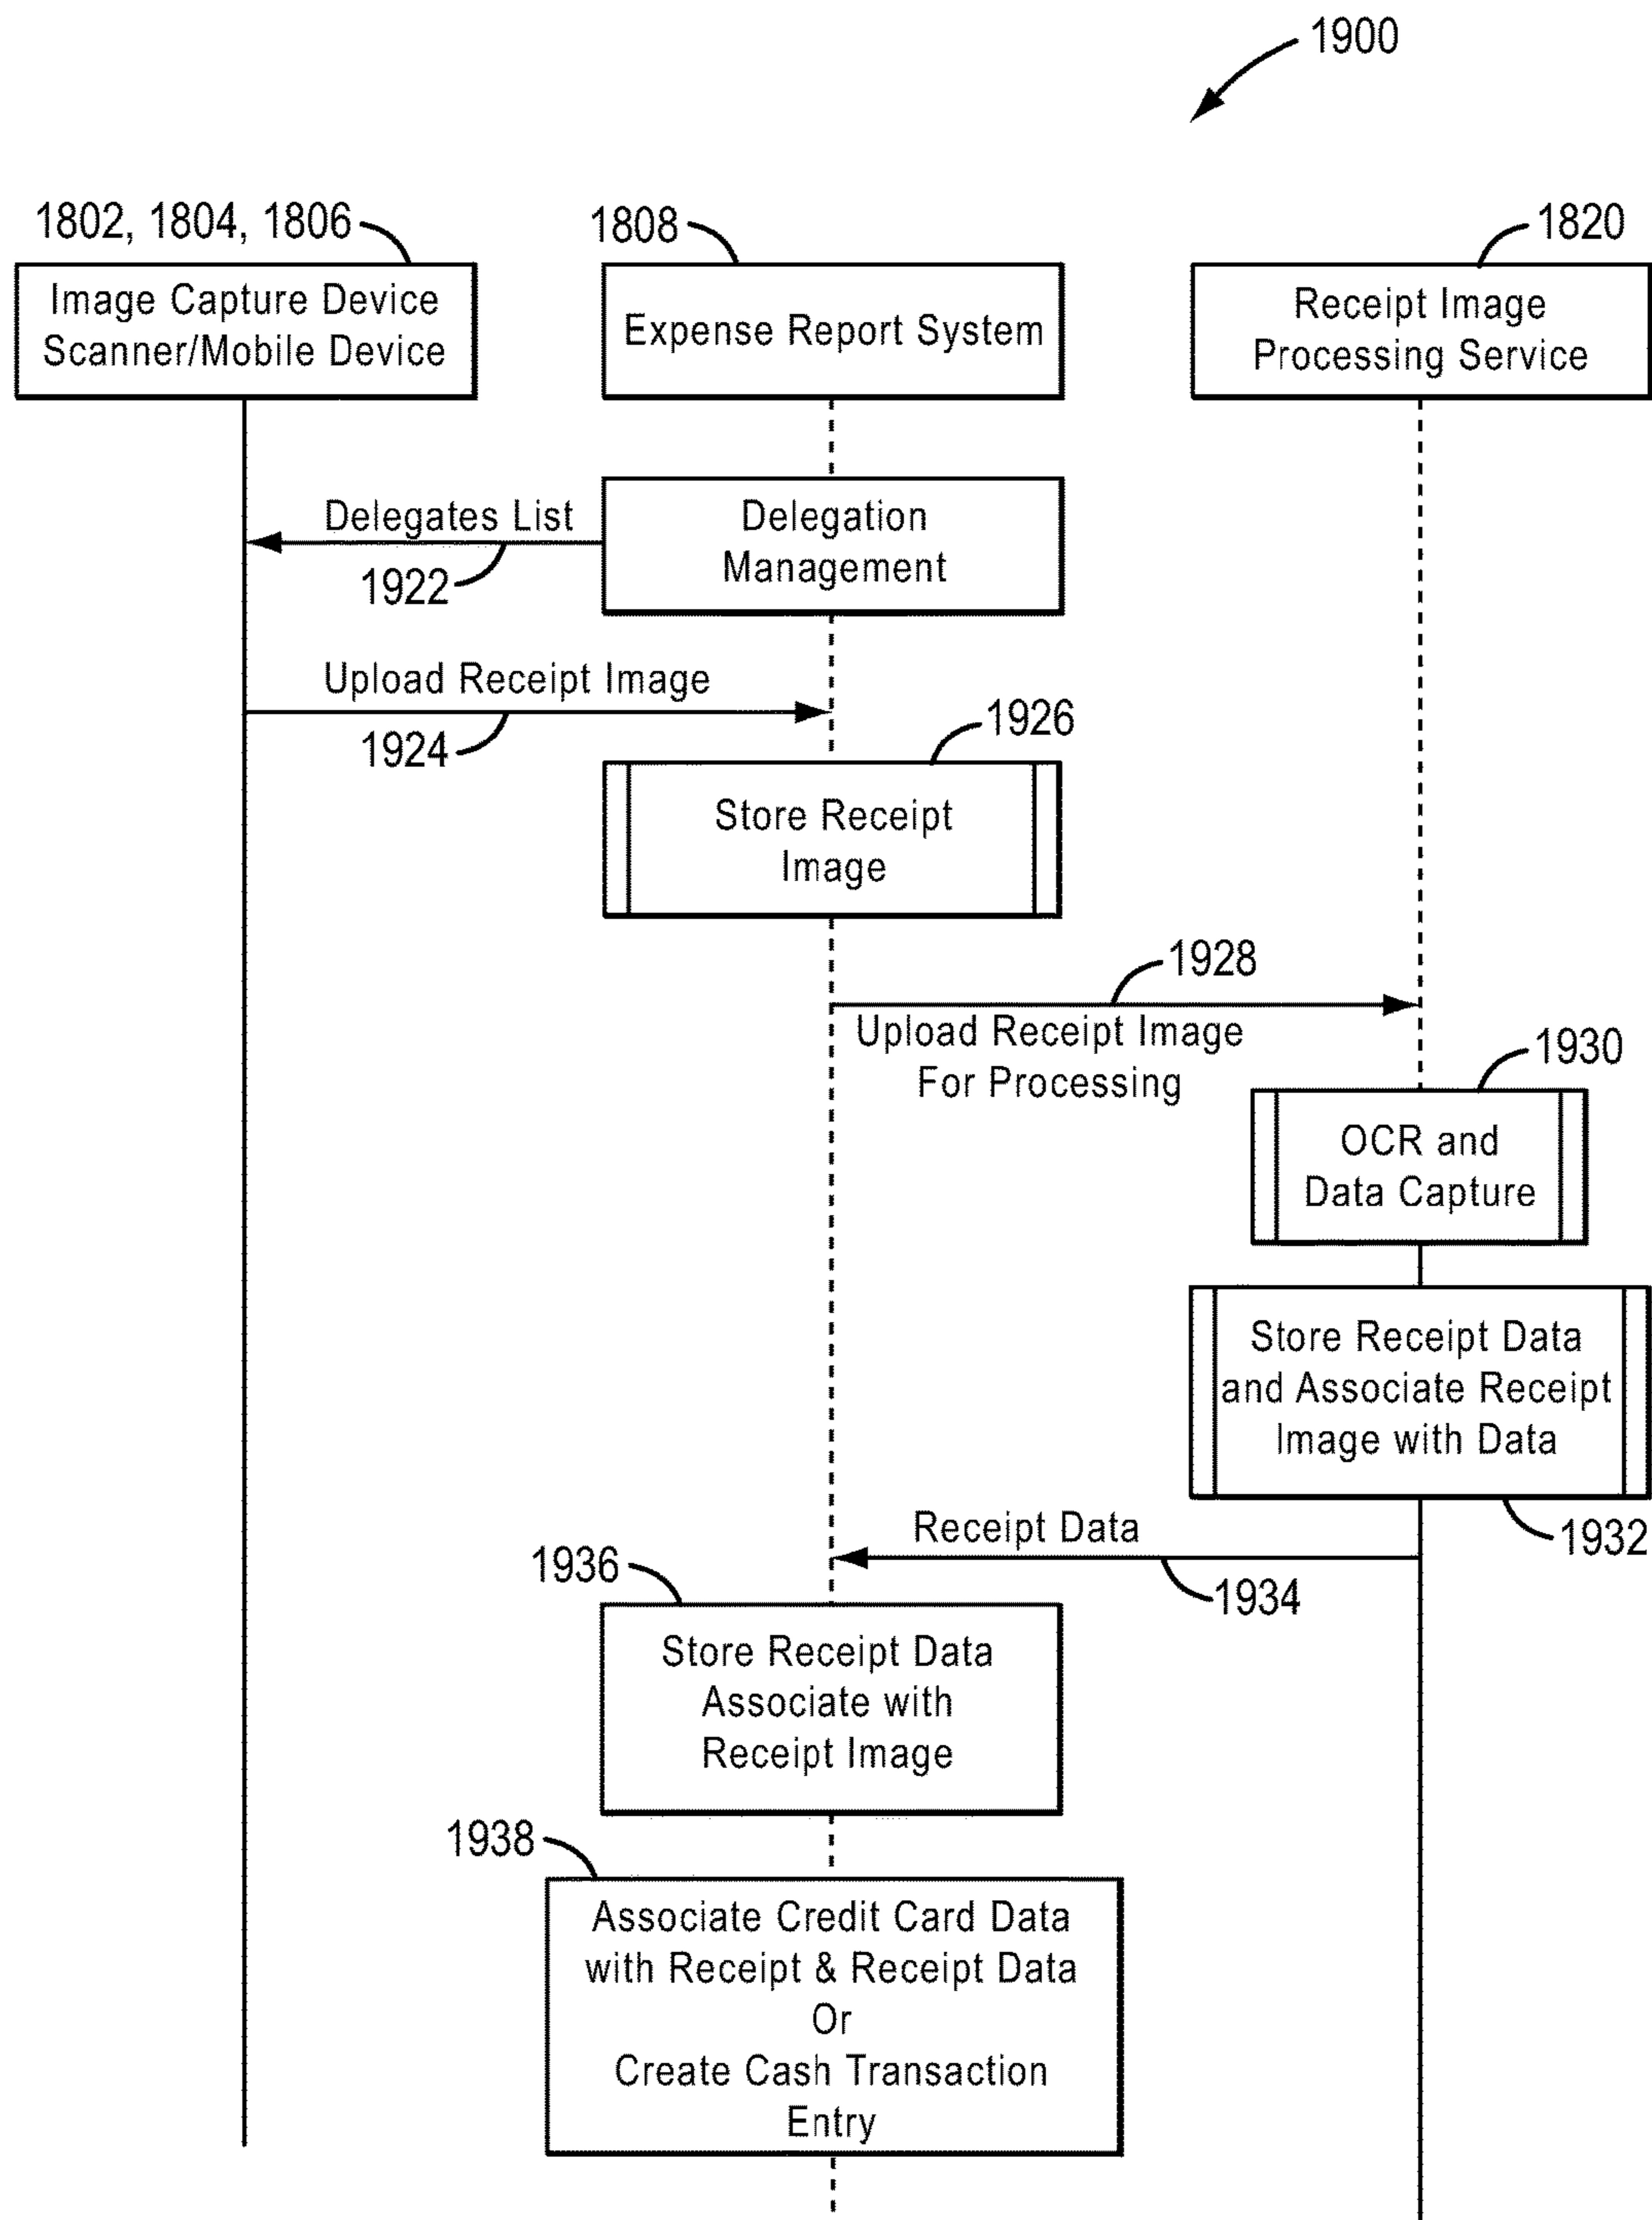 1900
1802, 1804, 1806
1808
1820
Image Capture Device
Scanner/Mobile Device
Expense Report System
Receipt Image
Processing Service
Delegates List
1922
Delegation
Management
Upload Receipt Image
1924
1926
Store Receipt
Image
1928
Upload Receipt Image
For Processing
1930
OCR and
Data Capture
Store Receipt Data
and Associate Receipt
Image with Data
1932
Receipt Data
1934
1936
Store Receipt Data
Associate with
Receipt Image
1938
Associate Credit Card Data
with Receipt & Receipt Data
Or
Create Cash Transaction
Entry